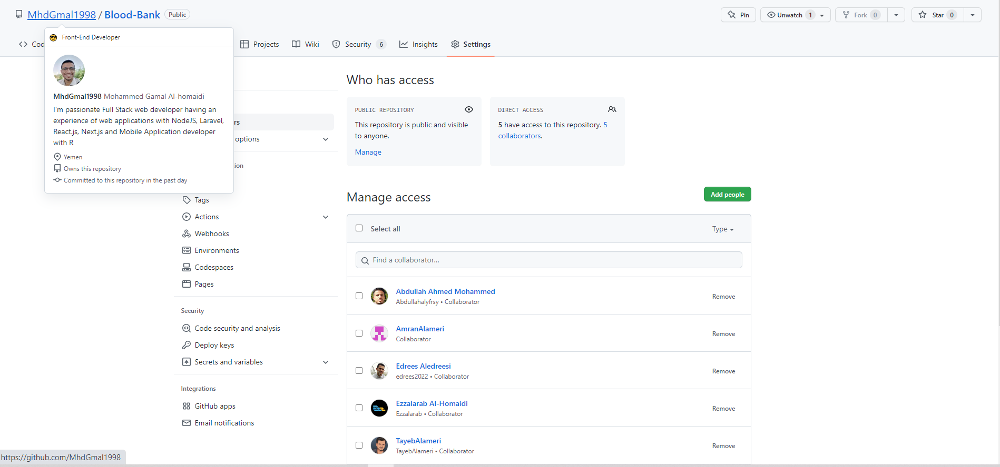 MhdGmal1998 / Blood-Bank Public
Pin
Unwatch 1
Fork 0
Star 0
Front-End Developer
Cod
Projects
Wiki
Security 6
Insights
Settings
MhdGmal1998 Mohammed Gamal Al-homaidi
I'm passionate Full Stack web developer having an
experience of web applications with NodeJS, Laravel,
React.js, Next.js and Mobile Application developer
with R
Yemen
Owns this repository
Committed to this repository in the past day
rs
options
tion
Tags
Actions
Webhooks
Environments
Codespaces
Pages
Security
Code security and analysis
Deploy keys
Secrets and variables
Integrations
GitHub apps
Email notifications
Who has access
PUBLIC REPOSITORY
This repository is public and visible
to anyone.
Manage
DIRECT ACCESS
5 have access to this repository. 5
collaborators.
Manage access
Add people
Select all
Type
Find a collaborator...
Abdullah Ahmed Mohammed
Abdullahalyfrsy • Collaborator
Remove
AmranAlameri
Collaborator
Remove
Edrees Aledreesi
edrees2022 • Collaborator
Remove
Ezzalarab Al-Homaidi
Ezzalarab • Collaborator
Remove
TayebAlameri
TayebAlameri • Collaborator
Remove
https://github.com/MhdGmal1998